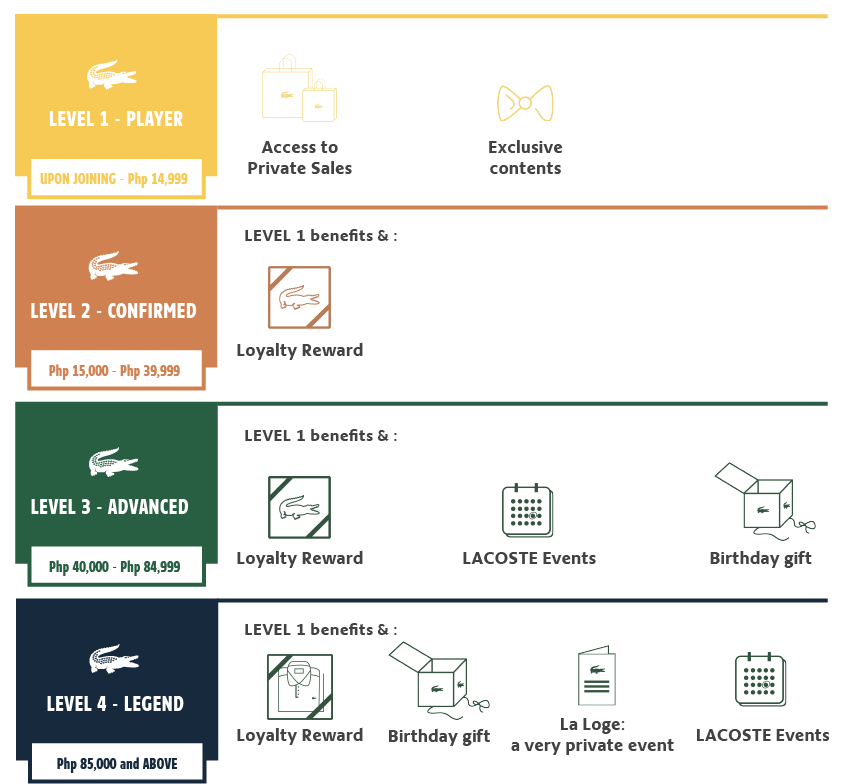 LEVEL 1 - PLAYER
UPON JOINING - Php 14,999
Access to
Private Sales
Exclusive
contents
LEVEL 2 - CONFIRMED
Php 15,000 - Php 39,999
LEVEL 1 benefits & :
Loyalty Reward
LEVEL 3 - ADVANCED
Php 40,000 - Php 84,999
LEVEL 1 benefits & :
Loyalty Reward
LACOSTE Events
Birthday gift
LEVEL 4 - LEGEND
Php 85,000 and ABOVE
LEVEL 1 benefits & :
Loyalty Reward
Birthday gift
La Loge:
a very private event
LACOSTE Events